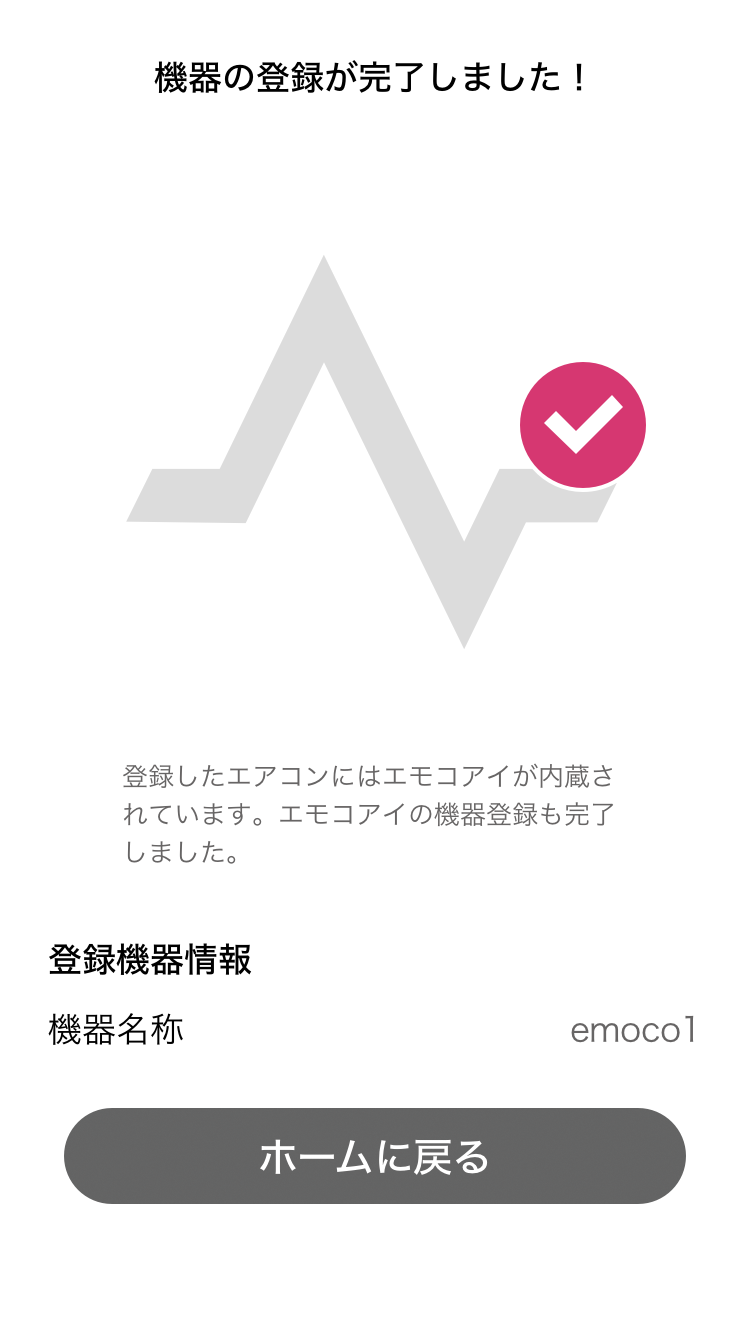 機器の登録が完了しました！
登録したエアコンにはエモコアイが内蔵さ
れています。エモコアイの機器登録も完了
しました。
登録機器情報
機器名称 emoco1
ホームに戻る